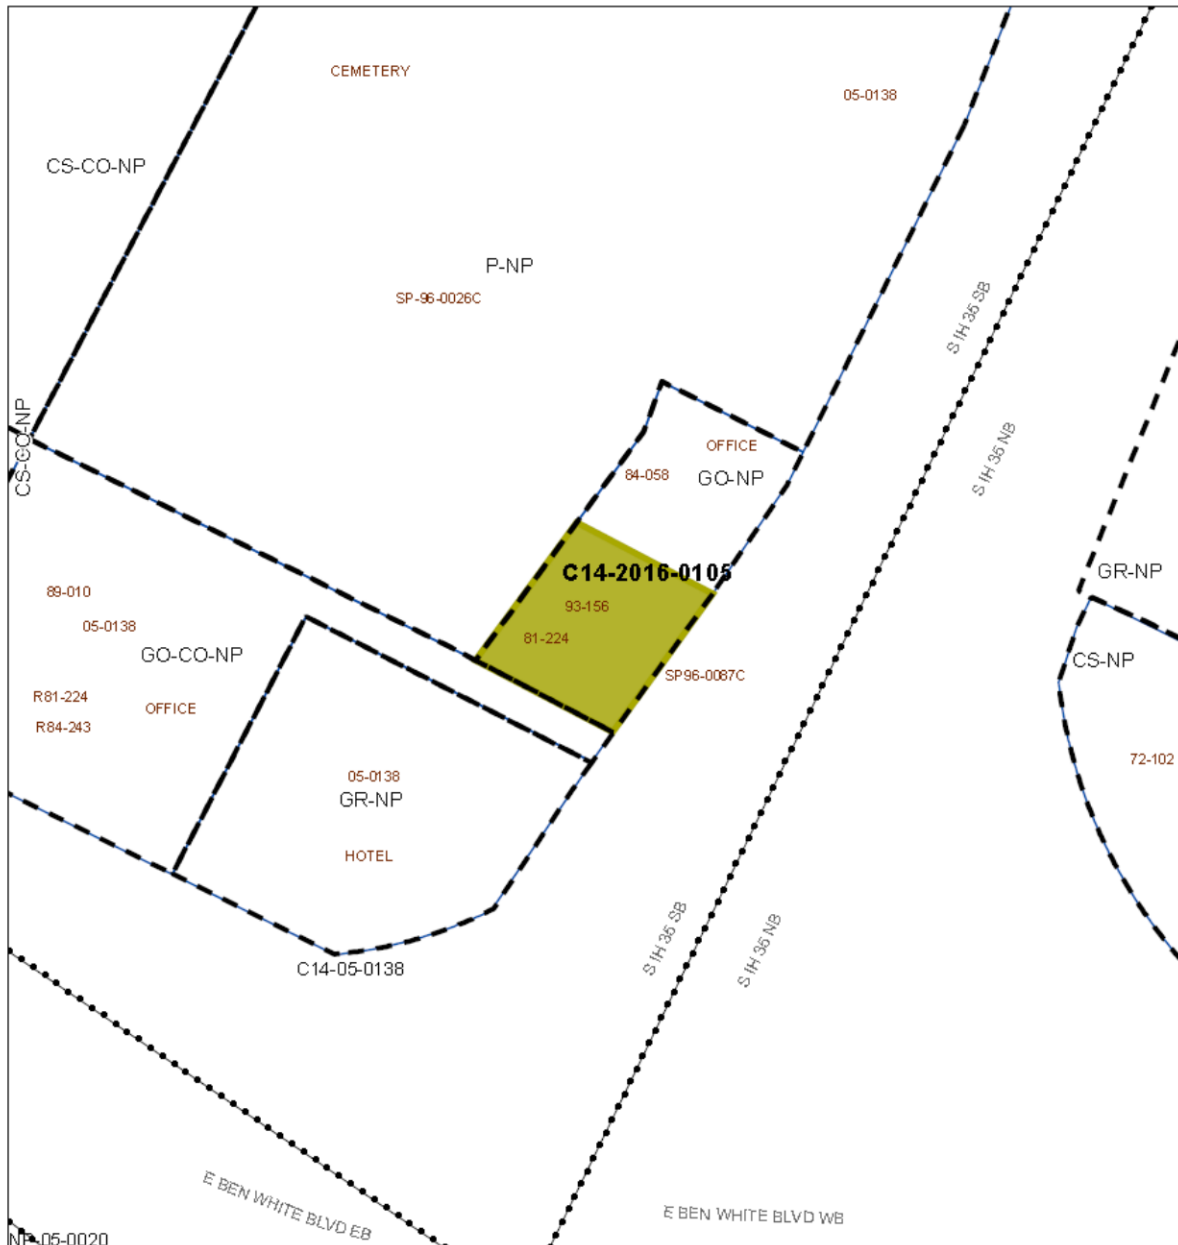 CEMETERY
05-0138
CS-CO-NP
P-NP
SP-96-0026C
S IH 35 SB
S IH 35 NB
CS-CO-NP
OFFICE
84-058
GO-NP
C14-2016-0105
GR-NP
89-010
93-156
05-0138
81-224
GO-CO-NP
CS-NP
SP96-0087C
R81-224
OFFICE
R84-243
72-102
05-0138
GR-NP
HOTEL
S IH 35 SB
S IH 35 NB
C14-05-0138
E BEN WHITE BLVD EB
E BEN WHITE BLVD WB
NP-05-0020